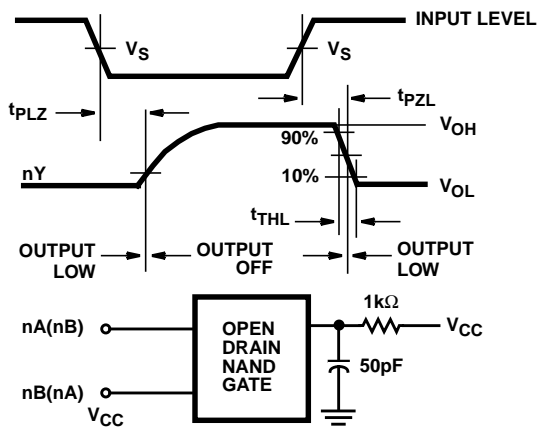 INPUT LEVEL
VS
VS
tPLZ
tPZL
VOH
90%
nY
10%
VOL
tTHL
OUTPUT
LOW
OUTPUT
OFF
OUTPUT
LOW
nA(nB)
OPEN
DRAIN
NAND
GATE
1kΩ
VCC
50pF
nB(nA)
VCC